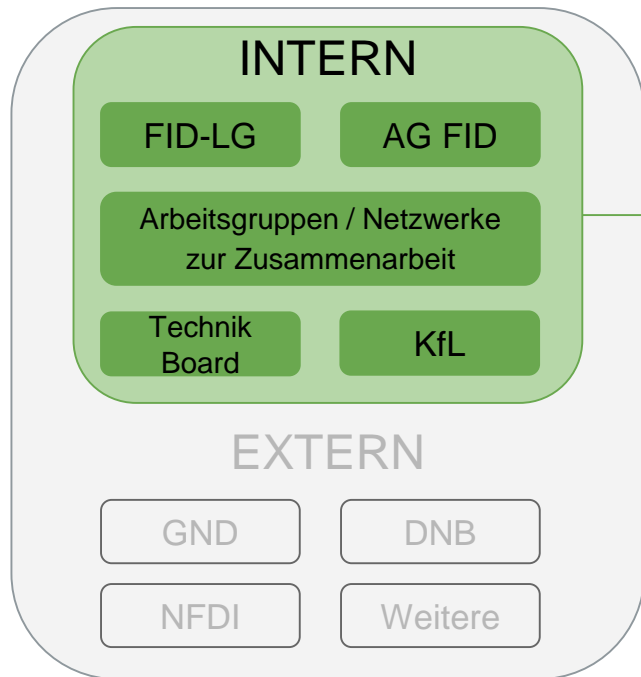 INTERN
FID-LG
AG FID
Arbeitsgruppen / Netzwerke
zur Zusammenarbeit
Technik
Board
KfL
EXTERN
GND
DNB
NFDI
Weitere